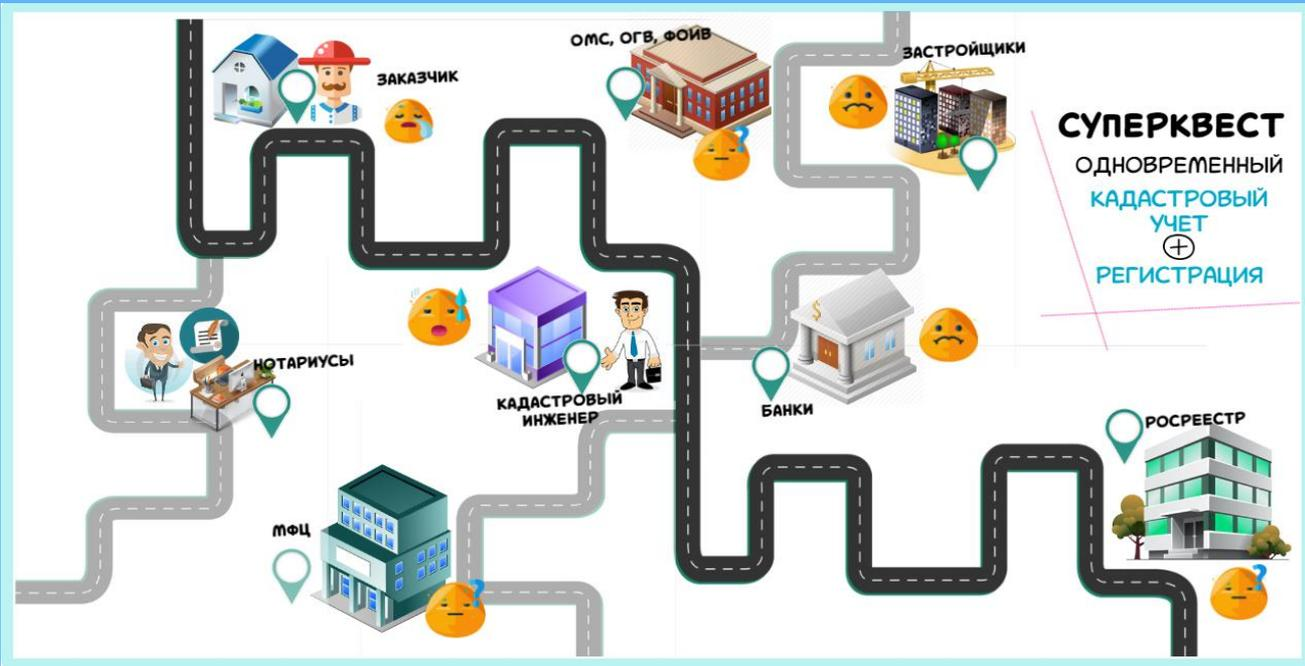 ЗАКАЗЧИК
ОМС, ОГВ, ФОИВ
ЗАСТРОЙЩИКИ
СУПЕРКВЕСТ
ОДНОВРЕМЕННЫЙ
КАДАСТРОВЫЙ
УЧЕТ
+
РЕГИСТРАЦИЯ
НОТАРИУСЫ
КАДАСТРОВЫЙ
ИНЖЕНЕР
БАНКИ
РОСРЕЕСТР
МФЦ